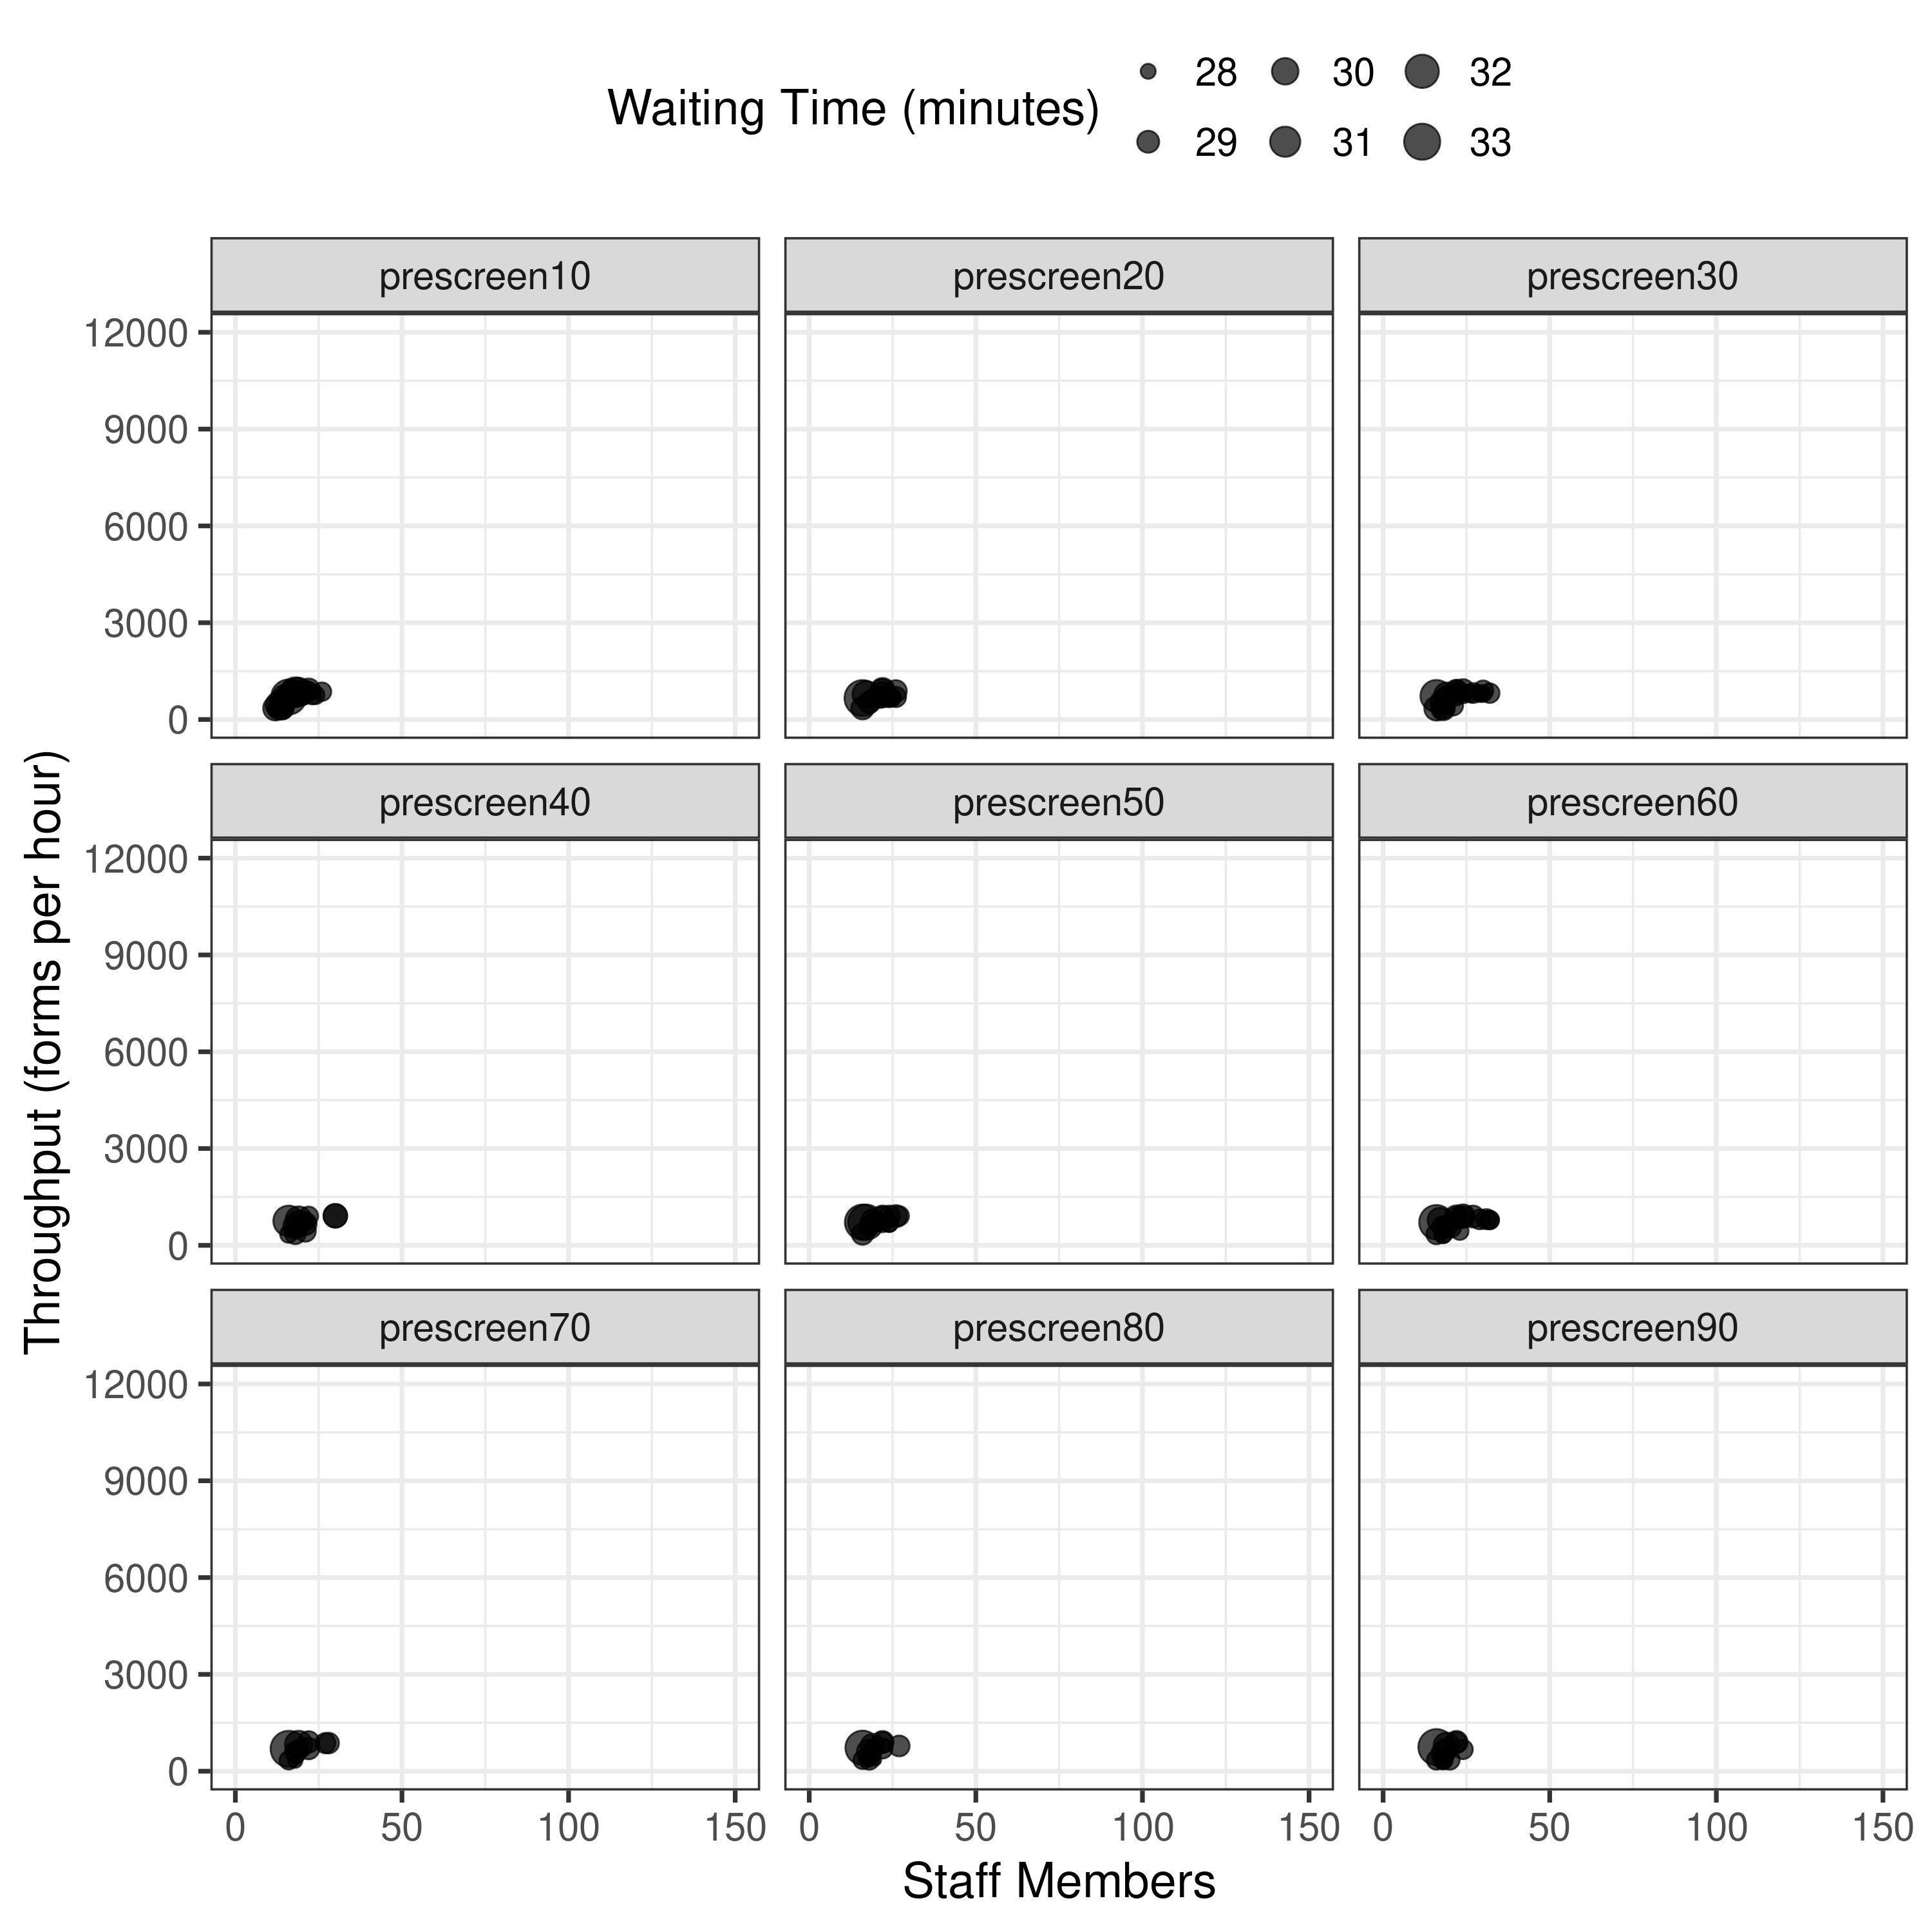 Waiting Time (minutes)
28 30 32
29 31 33
prescreen10 prescreen20 prescreen30
12000
9000
6000
3000
0
prescreen40 prescreen50 prescreen60
12000
9000
6000
3000
0
prescreen70 prescreen80 prescreen90
12000
9000
6000
3000
0
0 50 100 150 0 50 100 150 0 50 100 150
Throughput (forms per hour)
Staff Members